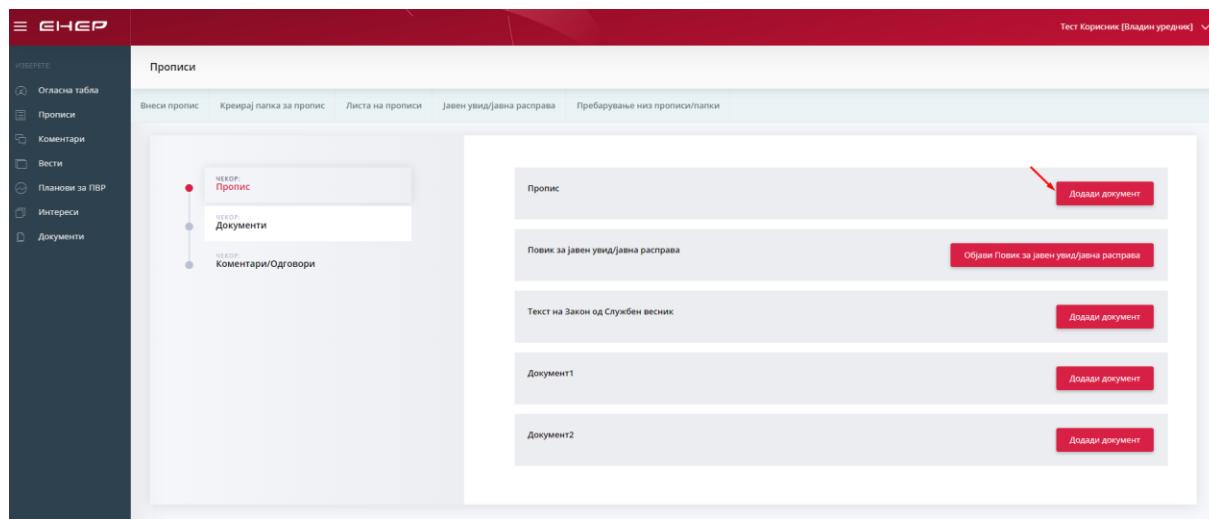 ЕНЕР
Тест Корисник [Владин уредник]
ИЗБЕРЕТЕ
Огласна табла
Прописи
Коментари
Вести
Планови за ПВР
Интереси
Документи
Прописи
Внеси пропис
Креирај папка за пропис
Листа на прописи
Јавен увид/јавна расправа
Пребарување низ прописи/папки
ЧЕКОР:
Пропис
ЧЕКОР:
Документи
ЧЕКОР:
Коментари/Одговори
Пропис
Додади документ
Повик за јавен увид/јавна расправа
Објави Повик за јавен увид/јавна расправа
Текст на Закон од Службен весник
Додади документ
Документ1
Додади документ
Документ2
Додади документ